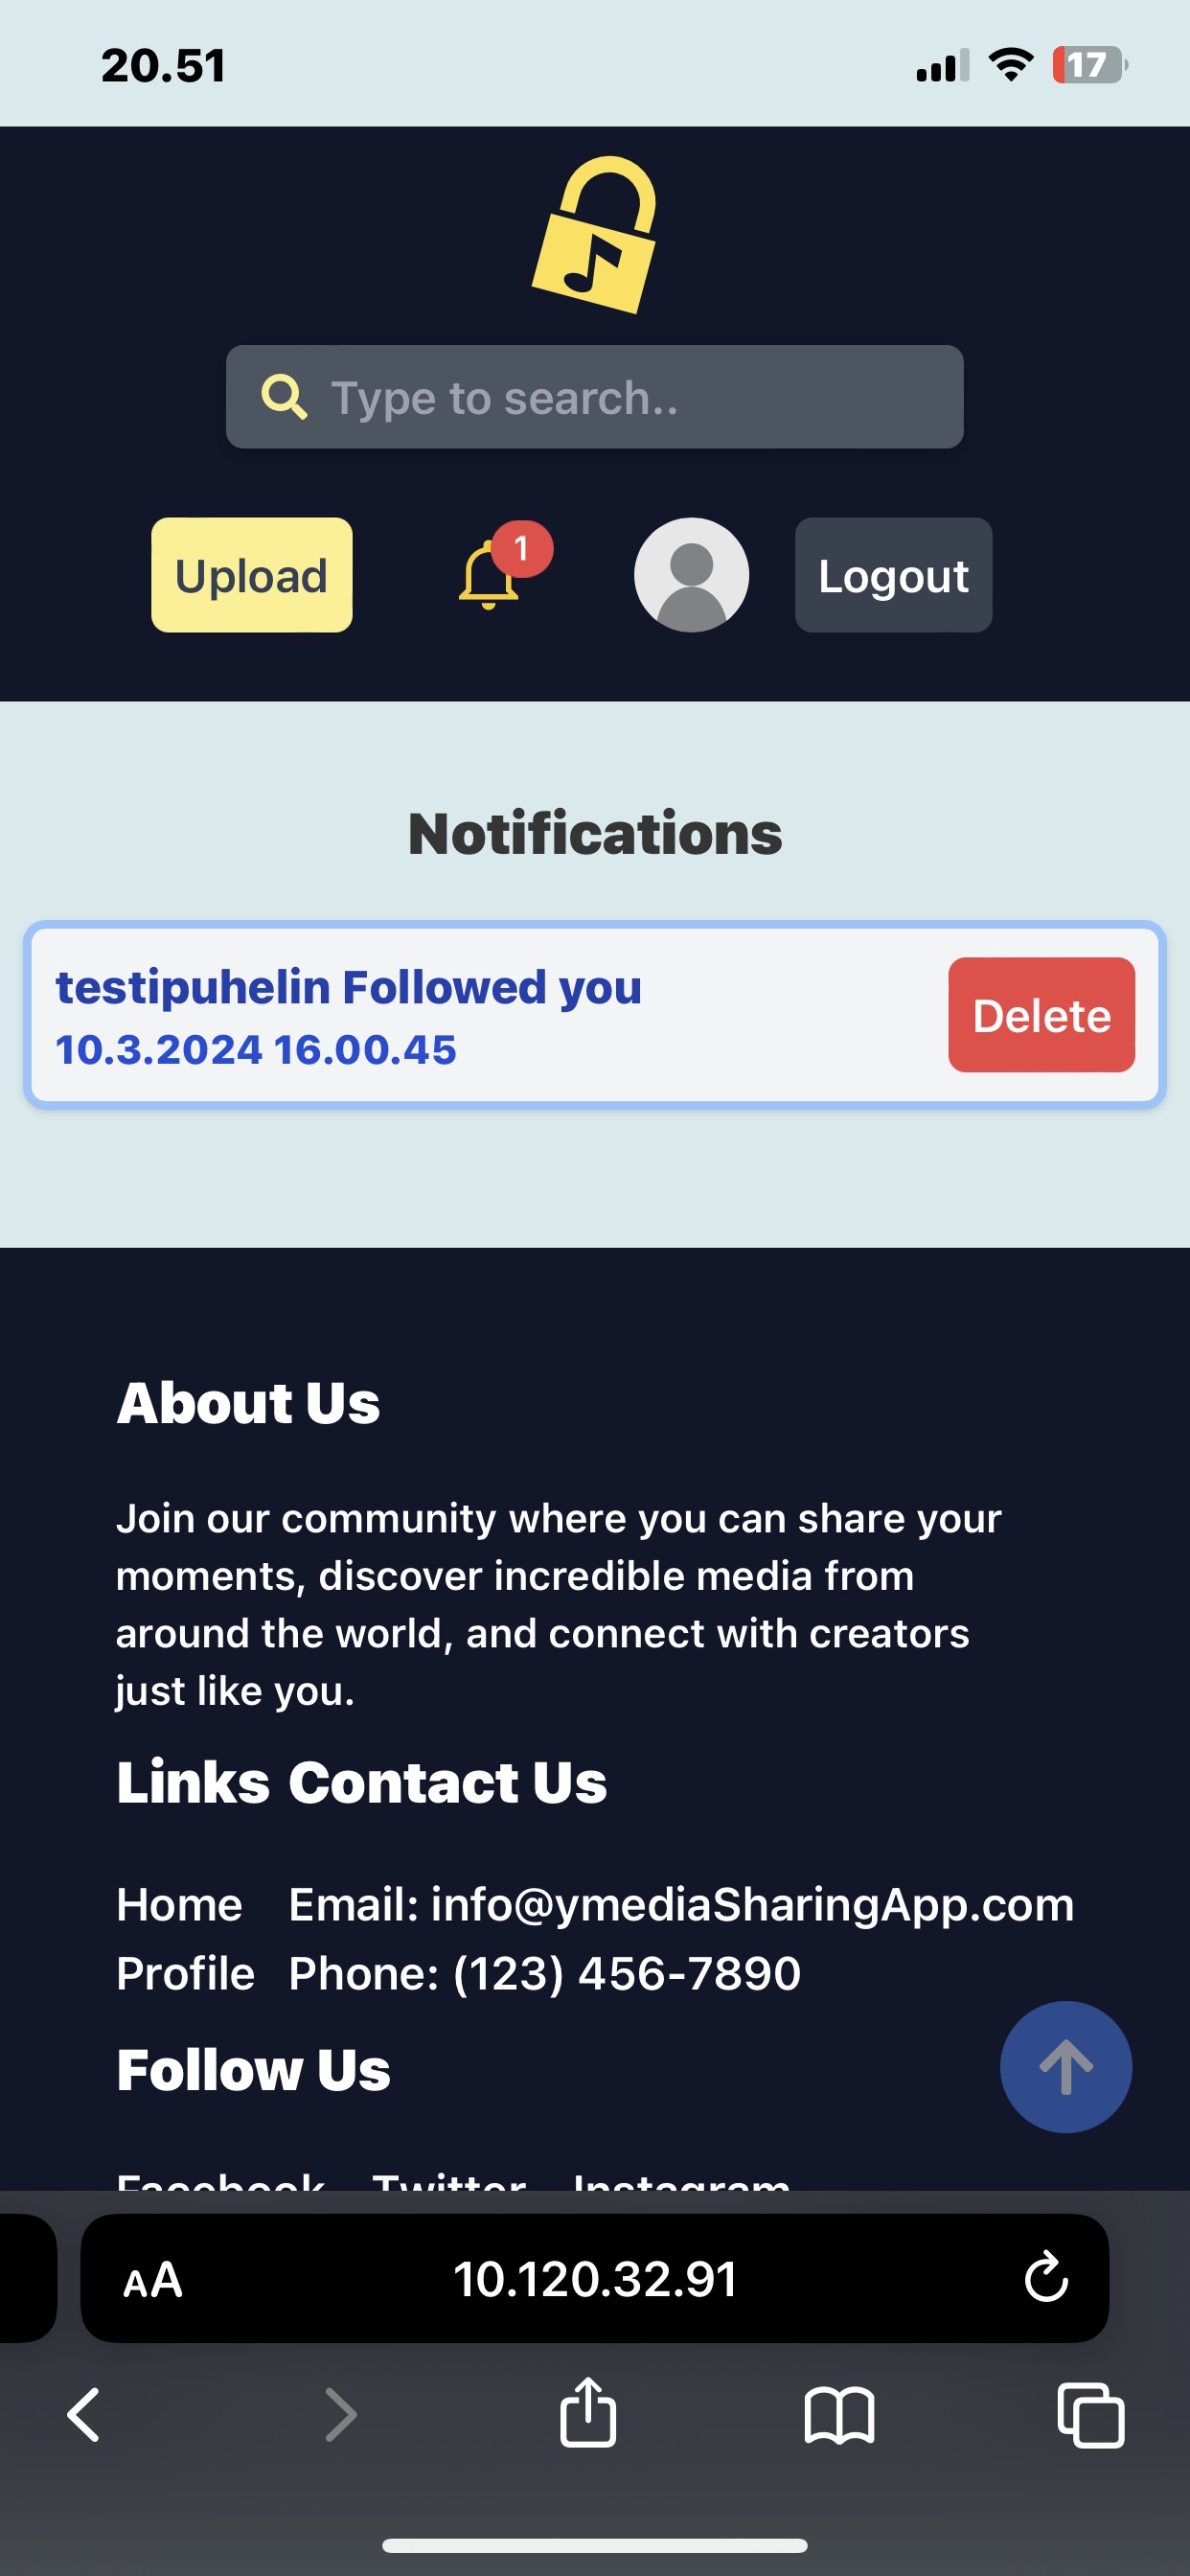 20.51
17
Type to search..
Upload
1
Logout
Notifications
testipuhelin Followed you
10.3.2024 16.00.45
Delete
About Us
Join our community where you can share your
moments, discover incredible media from
around the world, and connect with creators
just like you.
Links Contact Us
Home Email: info@ymediaSharingApp.com
Profile Phone: (123) 456-7890
Follow Us
Facebook Twitter Instagram
AA 10.120.32.91